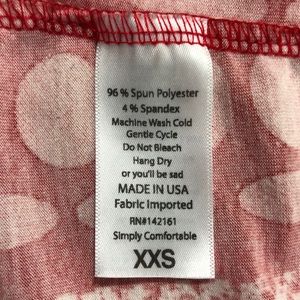 96 % Spun Polyester
4 % Spandex
Machine Wash Cold
Gentle Cycle
Do Not Bleach
Hang Dry
or you'll be sad
MADE IN USA
Fabric Imported
RN#142161
Simply Comfortable
XXS